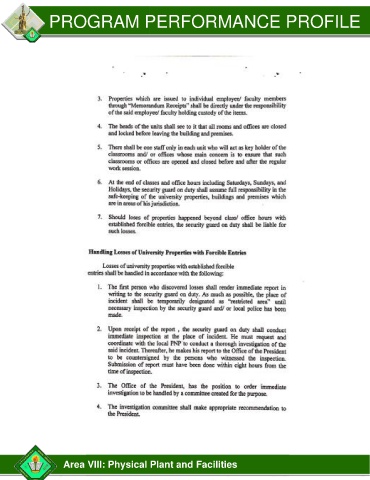 PROGRAM PERFORMANCE PROFILE
3. Properties which are issued to individual employee/ faculty members
through "Memorandum Receipts" shall be directly under the responsibility
of the said employee/ faculty holding custody of the items.
4. The heads of the units shall see to it that all rooms and offices are closed
and locked before leaving the building and premises.
5. There shall be one staff only in each unit who will act as key holder of the
classrooms and/ or offices whose main concern is to ensure that such
classrooms or offices are opened and closed before and after the regular
work session.
6. At the end of classes and office hours including Saturdays, Sundays, and
Holidays, the security guard on duty shall assume full responsibility in the
safe-keeping of the university properties, buildings and premises which
are in areas of his jurisdiction.
7. Should loses of properties happened beyond class/ office hours with
established forcible entries, the security guard on duty shall be liable for
such losses.
Handling Losses of University Properties with Forcible Entries
Losses of university properties with established forcible
entries shall be handled in accordance with the following:
1. The first person who discovered losses shall render immediate report in
writing to the security guard on duty. As much as possible, the place of
incident shall be temporarily designated as "restricted area" until
necessary inspection by the security guard and/ or local police has been
made.
2. Upon receipt of the report , the security guard on duty shall conduct
immediate inspection at the place of incident. He must request and
coordinate with the local PNP to conduct a thorough investigation of the
said incident. Thereafter, he makes his report to the Office of the President
to be countersigned by the persons who witnessed the inspection.
Submission of report must have been done within eight hours from the
time of inspection.
3. The Office of the President, has the position to order immediate
investigation to be handled by a committee created for the purpose.
4. The investigation committee shall make appropriate recommendation to
the President.
Area VIII: Physical Plant and Facilities